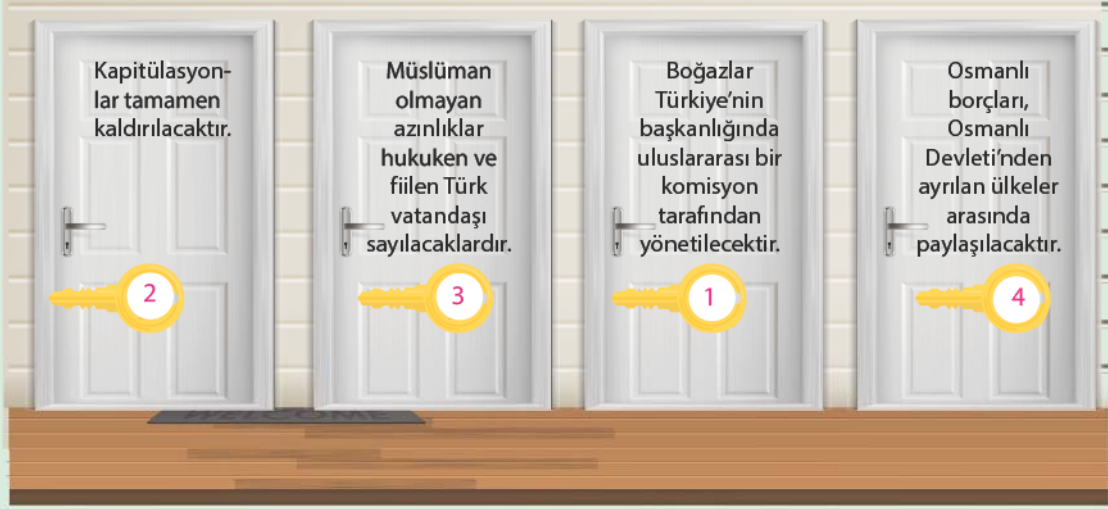 Kapitülasyon-
lar tamamen
kaldırılacaktır.
2
Müslüman
olmayan
azınlıklar
hukuken ve
fiilen Türk
vatandaşı
sayılacaklardır.
3
Boğazlar
Türkiye’nin
başkanlığında
uluslararası bir
komisyon
tarafından
yönetilecektir.
1
Osmanlı
borçları,
Osmanlı
Devleti’nden
ayrılan ülkeler
arasında
paylaşılacaktır.
4
WELCOME